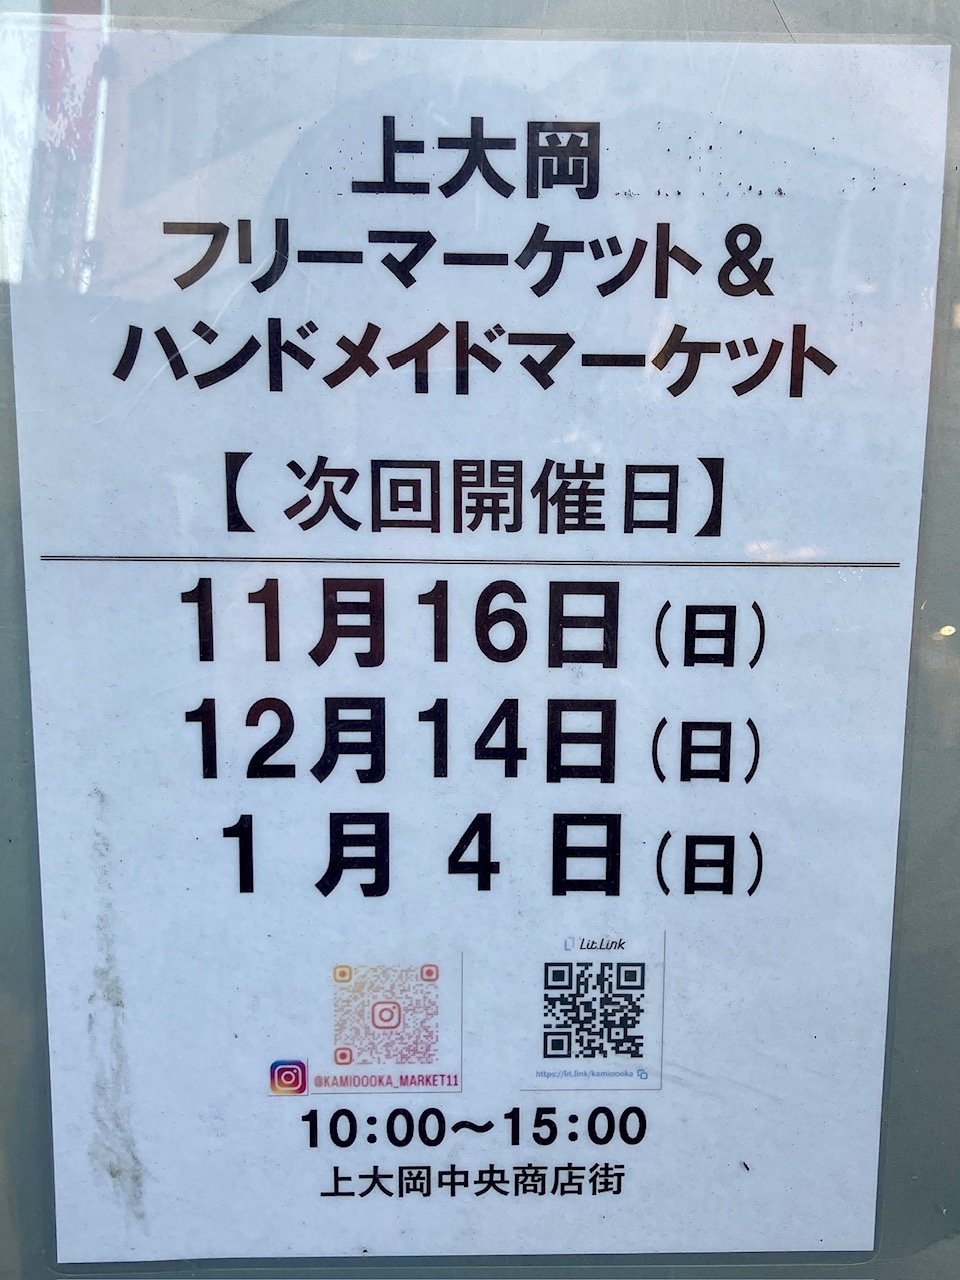 上大岡
フリーマーケット&
ハンドメイドマーケット
【次回開催日】
11月16日(日)
12月14日(日)
1月4日(日)
Lit.Link
@KAMIOOOKA_MARKET11
https://lit.link/kamioooka
10:00〜15:00
上大岡中央商店街